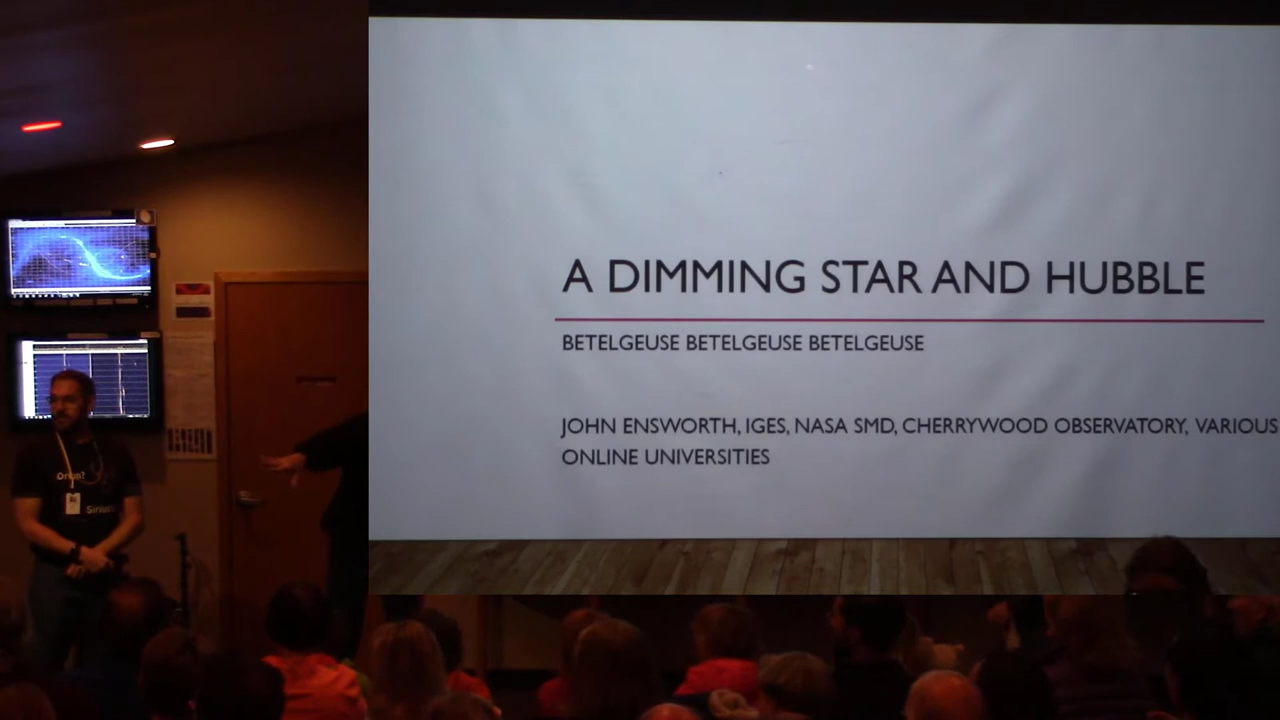 A DIMMING STAR AND HUBBLE
BETELGEUSE BETELGEUSE BETELGEUSE
JOHN ENSWORTH, IGES, NASA SMD, CHERRYWOOD OBSERVATORY, VARIOUS
ONLINE UNIVERSITIES